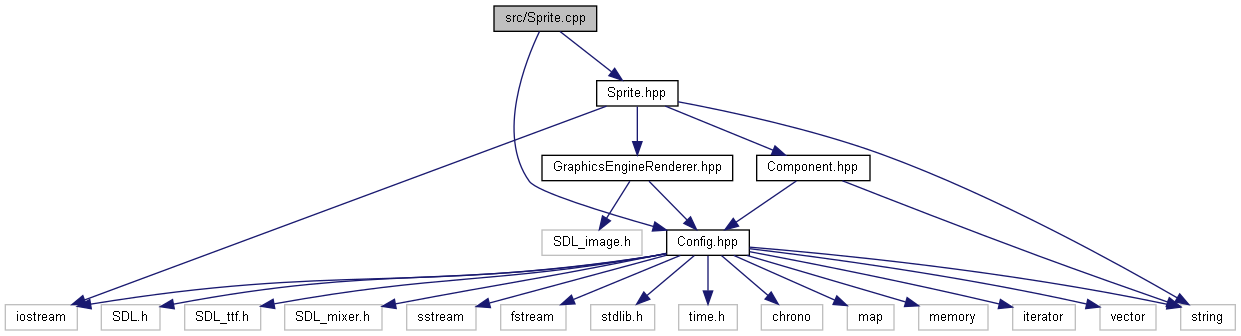 src/Sprite.cpp
Sprite.hpp
GraphicsEngineRenderer.hpp
Component.hpp
SDL_image.h
Config.hpp
iostream
SDL.h
SDL_ttf.h
SDL_mixer.h
sstream
fstream
stdlib.h
time.h
chrono
map
memory
iterator
vector
string